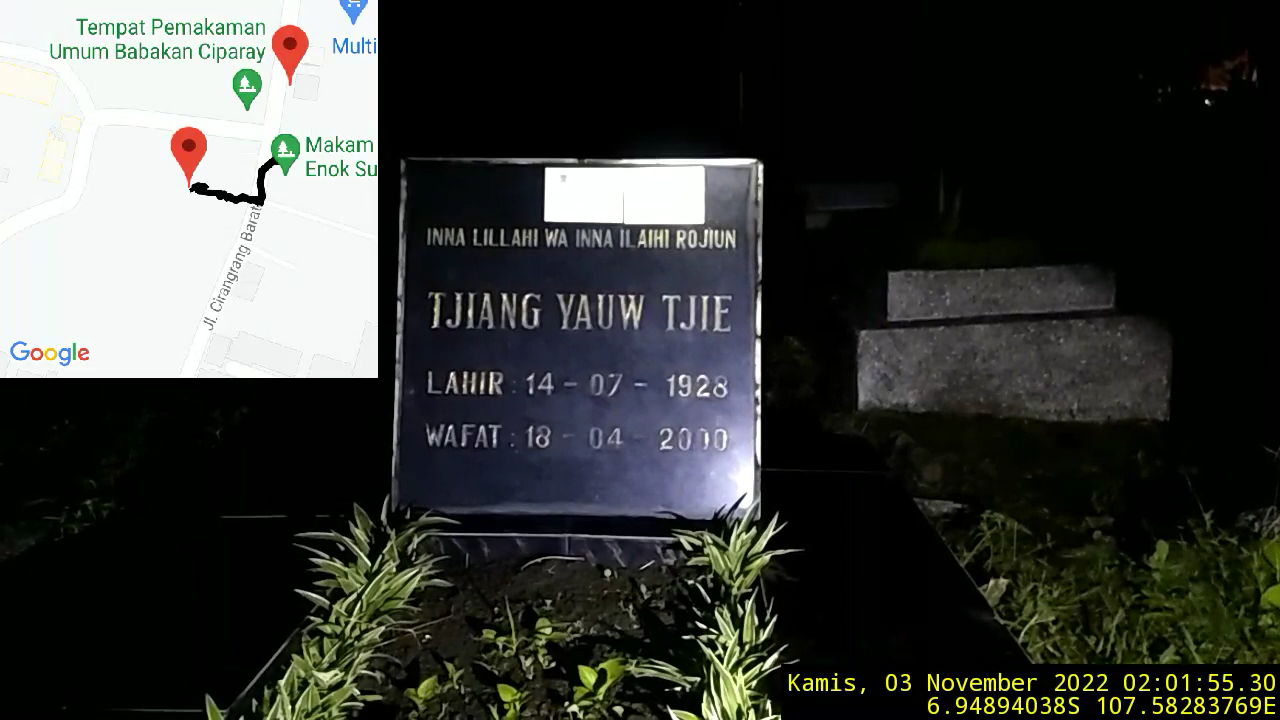 Tempat Pemakaman
Umum Babakan Ciparay
Multi
Makam
Enok Su
Jl. Cirangrang Barat
Google
INNA LILLAHI WA INNA ILAIHI ROJIUN
TJIANG YAUW TJIE
LAHIR : 14 - 07 - 1928
WAFAT : 18 - 04 - 2000
Kamis, 03 November 2022 02:01:55.30
6.94894038S 107.58283769E